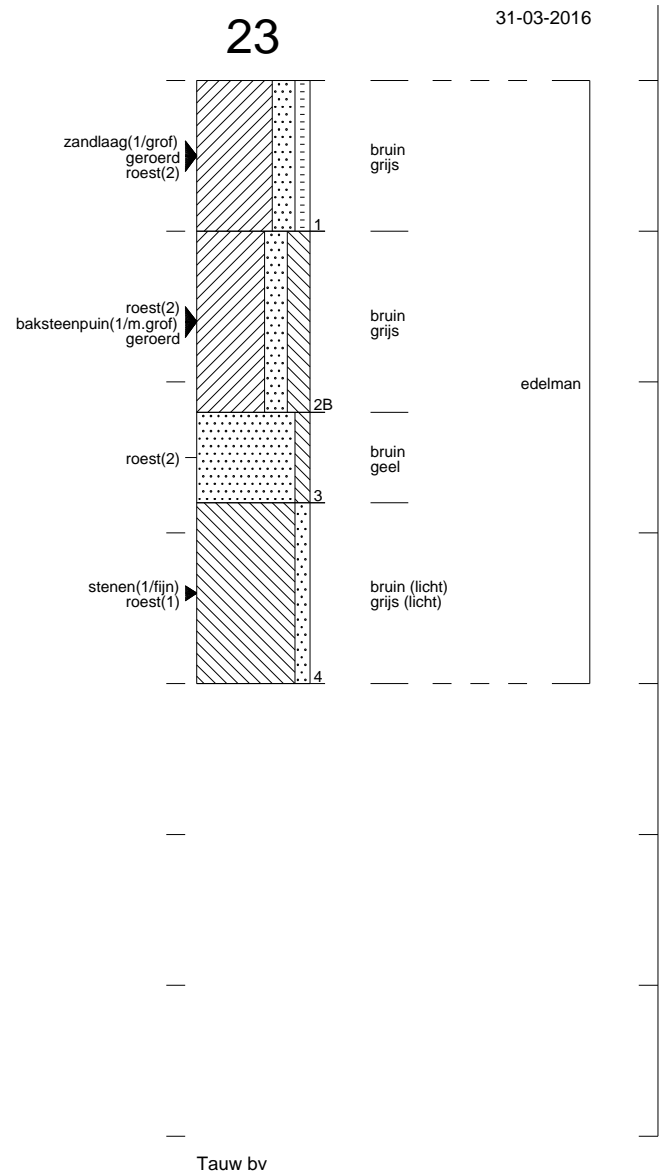 23
31-03-2016
zandlaag(1/grof)
geroerd
roest(2)
bruin
grijs
1
roest(2)
baksteenpuin(1/m.grof)
geroerd
bruin
grijs
edelman
2B
roest(2)
bruin
geel
3
stenen(1/fijn)
roest(1)
bruin (licht)
grijs (licht)
4
Tauw bv